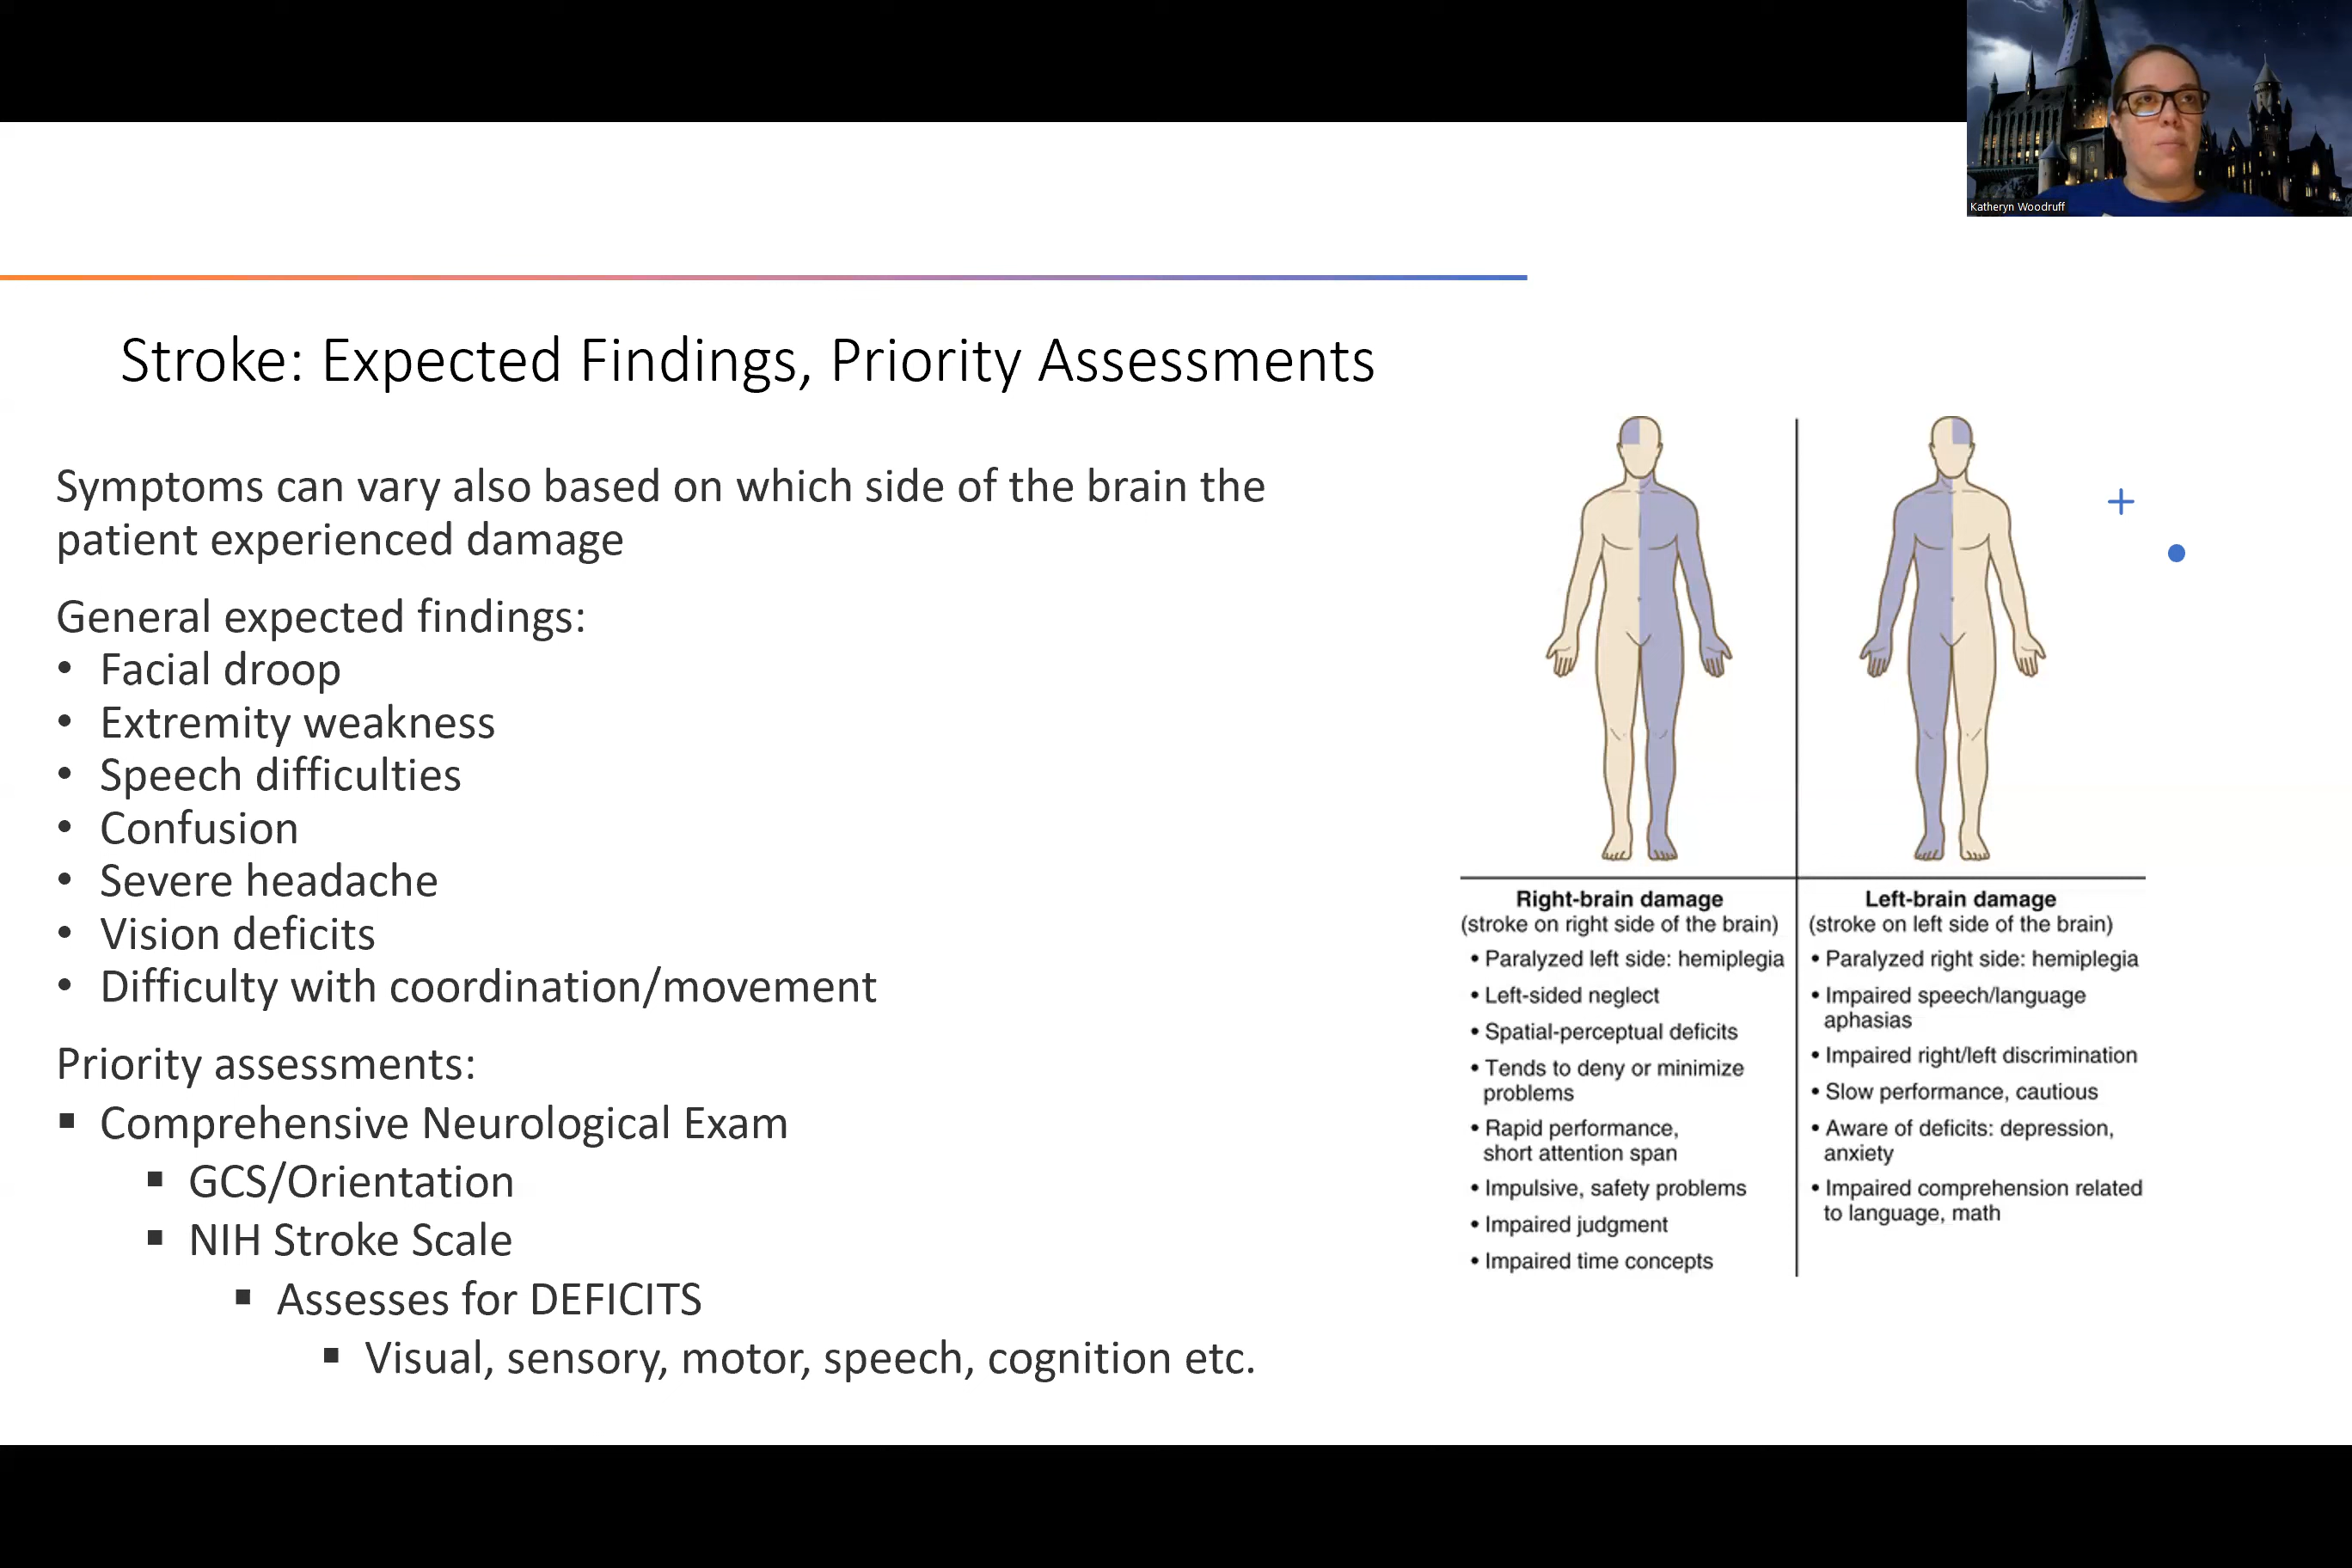 Katheryn Woodruff
Stroke: Expected Findings, Priority Assessments
Symptoms can vary also based on which side of the brain the
patient experienced damage
General expected findings:
• Facial droop
• Extremity weakness
• Speech difficulties
• Confusion
• Severe headache
• Vision deficits
• Difficulty with coordination/movement
Priority assessments:
▪ Comprehensive Neurological Exam
▪ GCS/Orientation
▪ NIH Stroke Scale
▪ Assesses for DEFICITS
▪ Visual, sensory, motor, speech, cognition etc.
Right-brain damage
(stroke on right side of the brain)
• Paralyzed left side: hemiplegia
• Left-sided neglect
• Spatial-perceptual deficits
• Tends to deny or minimize
problems
• Rapid performance,
short attention span
• Impulsive, safety problems
• Impaired judgment
• Impaired time concepts
Left-brain damage
(stroke on left side of the brain)
• Paralyzed right side: hemiplegia
• Impaired speech/language
aphasias
• Impaired right/left discrimination
• Slow performance, cautious
• Aware of deficits: depression,
anxiety
• Impaired comprehension related
to language, math